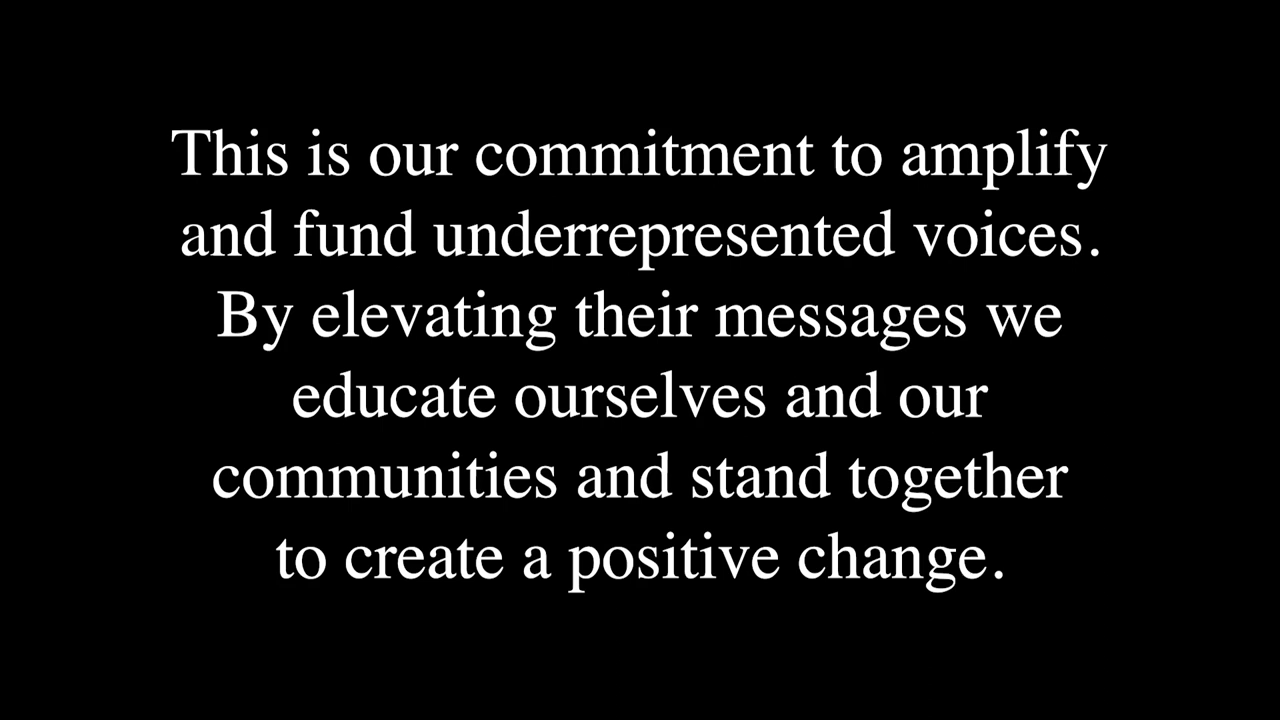 This is our commitment to amplify
and fund underrepresented voices.
By elevating their messages we
educate ourselves and our
communities and stand together
to create a positive change.